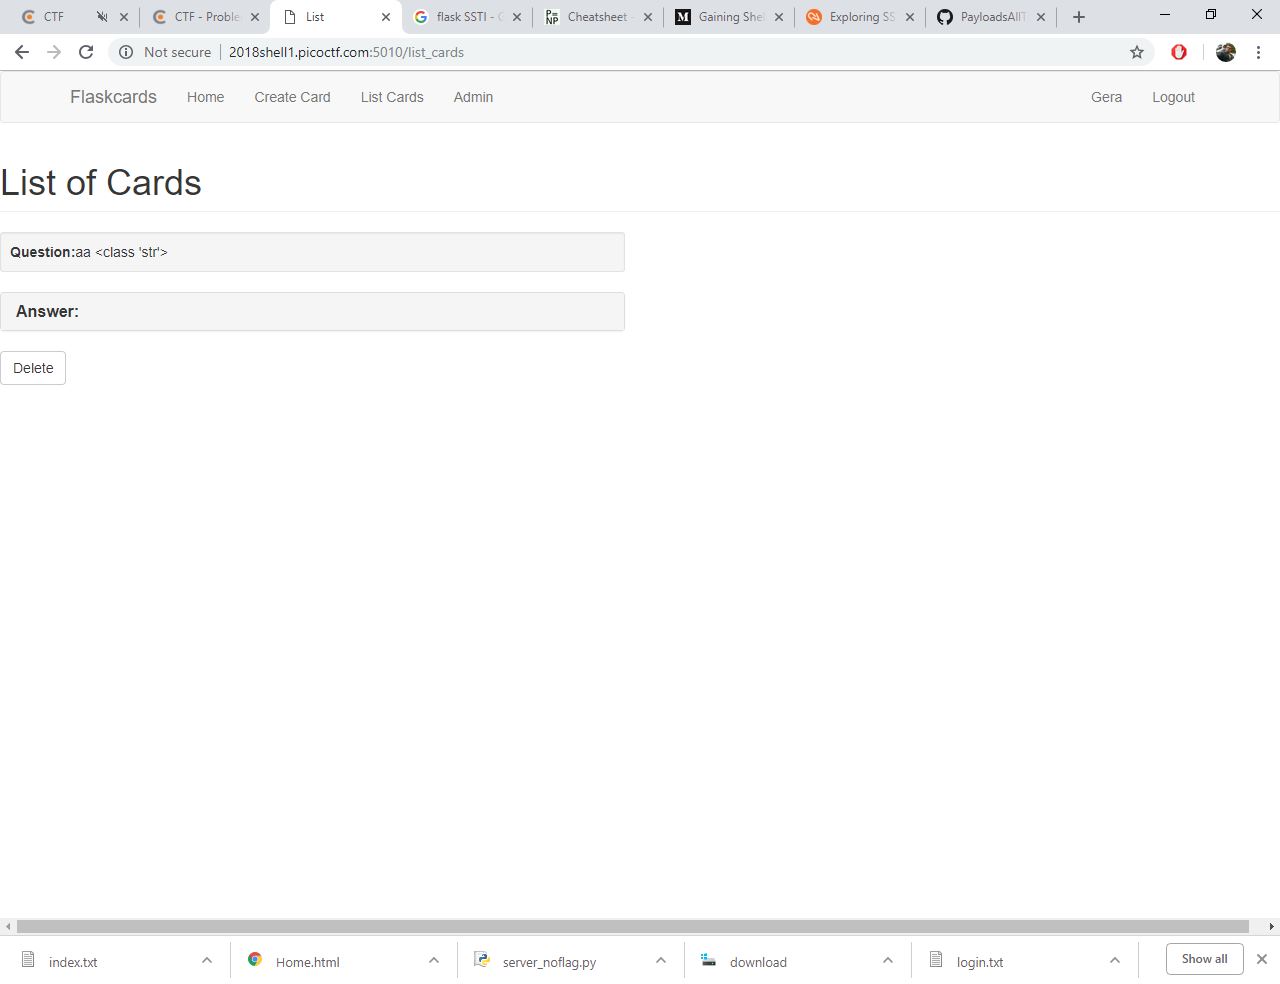 CTF
CTF - Proble
List
flask SSTI - G
Cheatsheet -
Gaining She
Exploring SS
PayloadsAllT
Not secure | 2018shell1.picoctf.com:5010/list_cards
Flaskcards Home Create Card List Cards Admin Gera Logout
List of Cards
Question:aa <class 'str'>
Answer:
Delete
index.txt
Home.html
server_noflag.py
download
login.txt
Show all